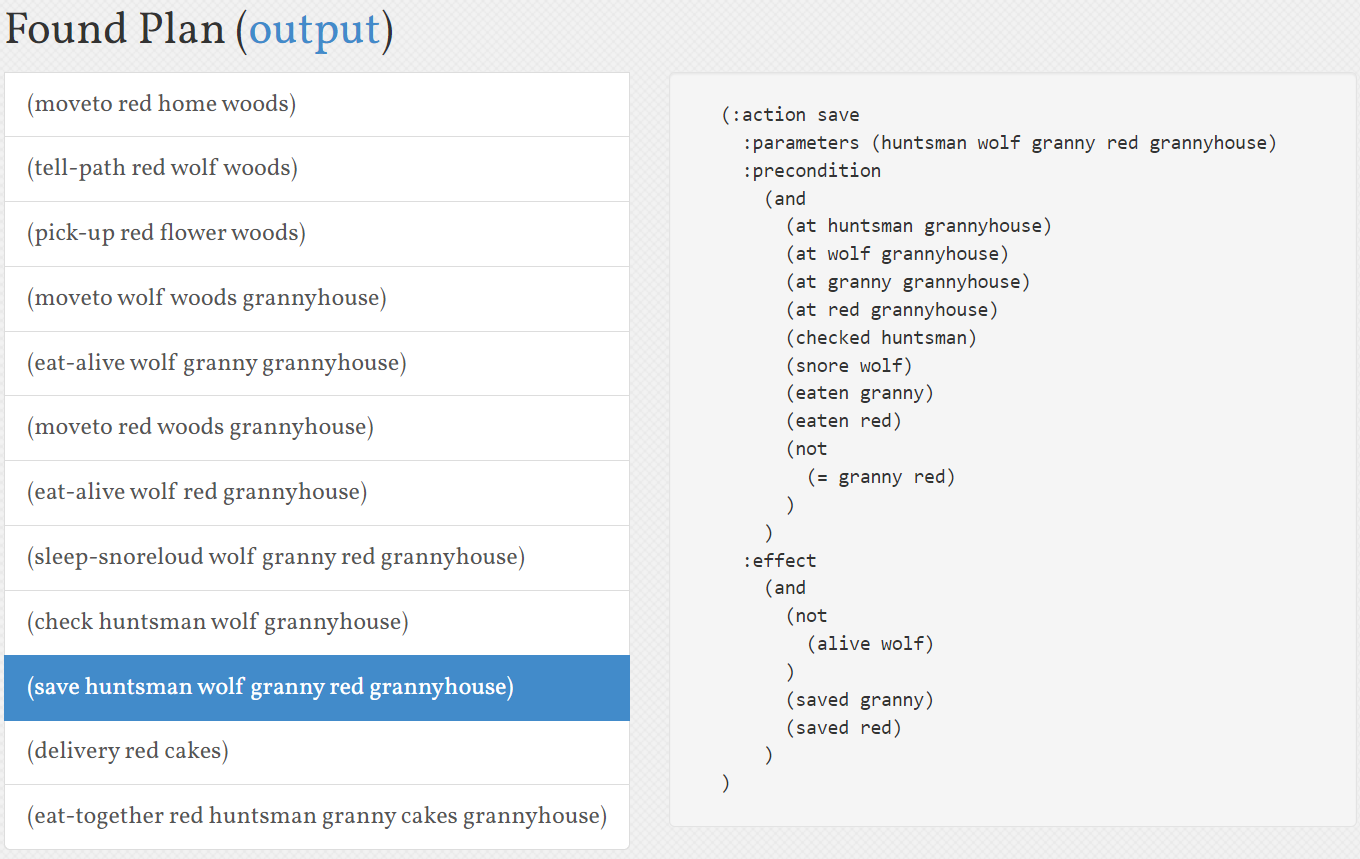 Found Plan (output)
(moveto red home woods)
(tell-path red wolf woods)
(pick-up red flower woods)
(moveto wolf woods grannyhouse)
(eat-alive wolf granny grannyhouse)
(moveto red woods grannyhouse)
(eat-alive wolf red grannyhouse)
(sleep-snoreloud wolf granny red grannyhouse)
(check huntsman wolf grannyhouse)
(save huntsman wolf granny red grannyhouse)
(delivery red cakes)
(eat-together red huntsman granny cakes grannyhouse)
(:action save
  :parameters (huntsman wolf granny red grannyhouse)
  :precondition
    (and
      (at huntsman grannyhouse)
      (at wolf grannyhouse)
      (at granny grannyhouse)
      (at red grannyhouse)
      (checked huntsman)
      (snore wolf)
      (eaten granny)
      (eaten red)
      (not
        (= granny red)
      )
    )
  :effect
    (and
      (not
        (alive wolf)
      )
      (saved granny)
      (saved red)
    )
)